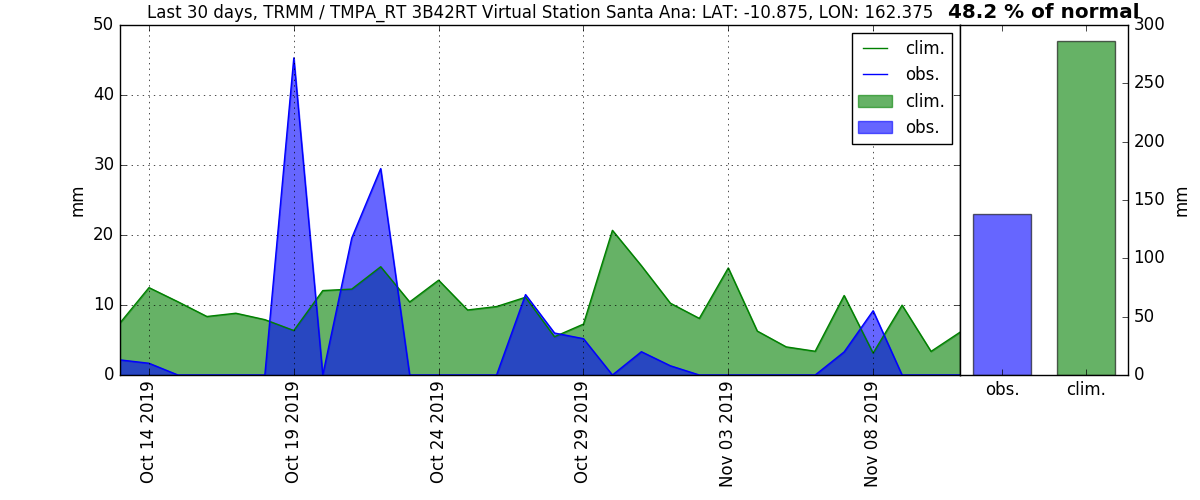 Last 30 days, TRMM / TMPA_RT 3B42RT Virtual Station Santa Ana: LAT: -10.875, LON: 162.375
48.2 % of normal
50
40
30
20
10
0
mm
clim.
obs.
clim.
obs.
300
250
200
150
100
50
0
mm
obs.
clim.
Oct 14 2019
Oct 19 2019
Oct 24 2019
Oct 29 2019
Nov 03 2019
Nov 08 2019